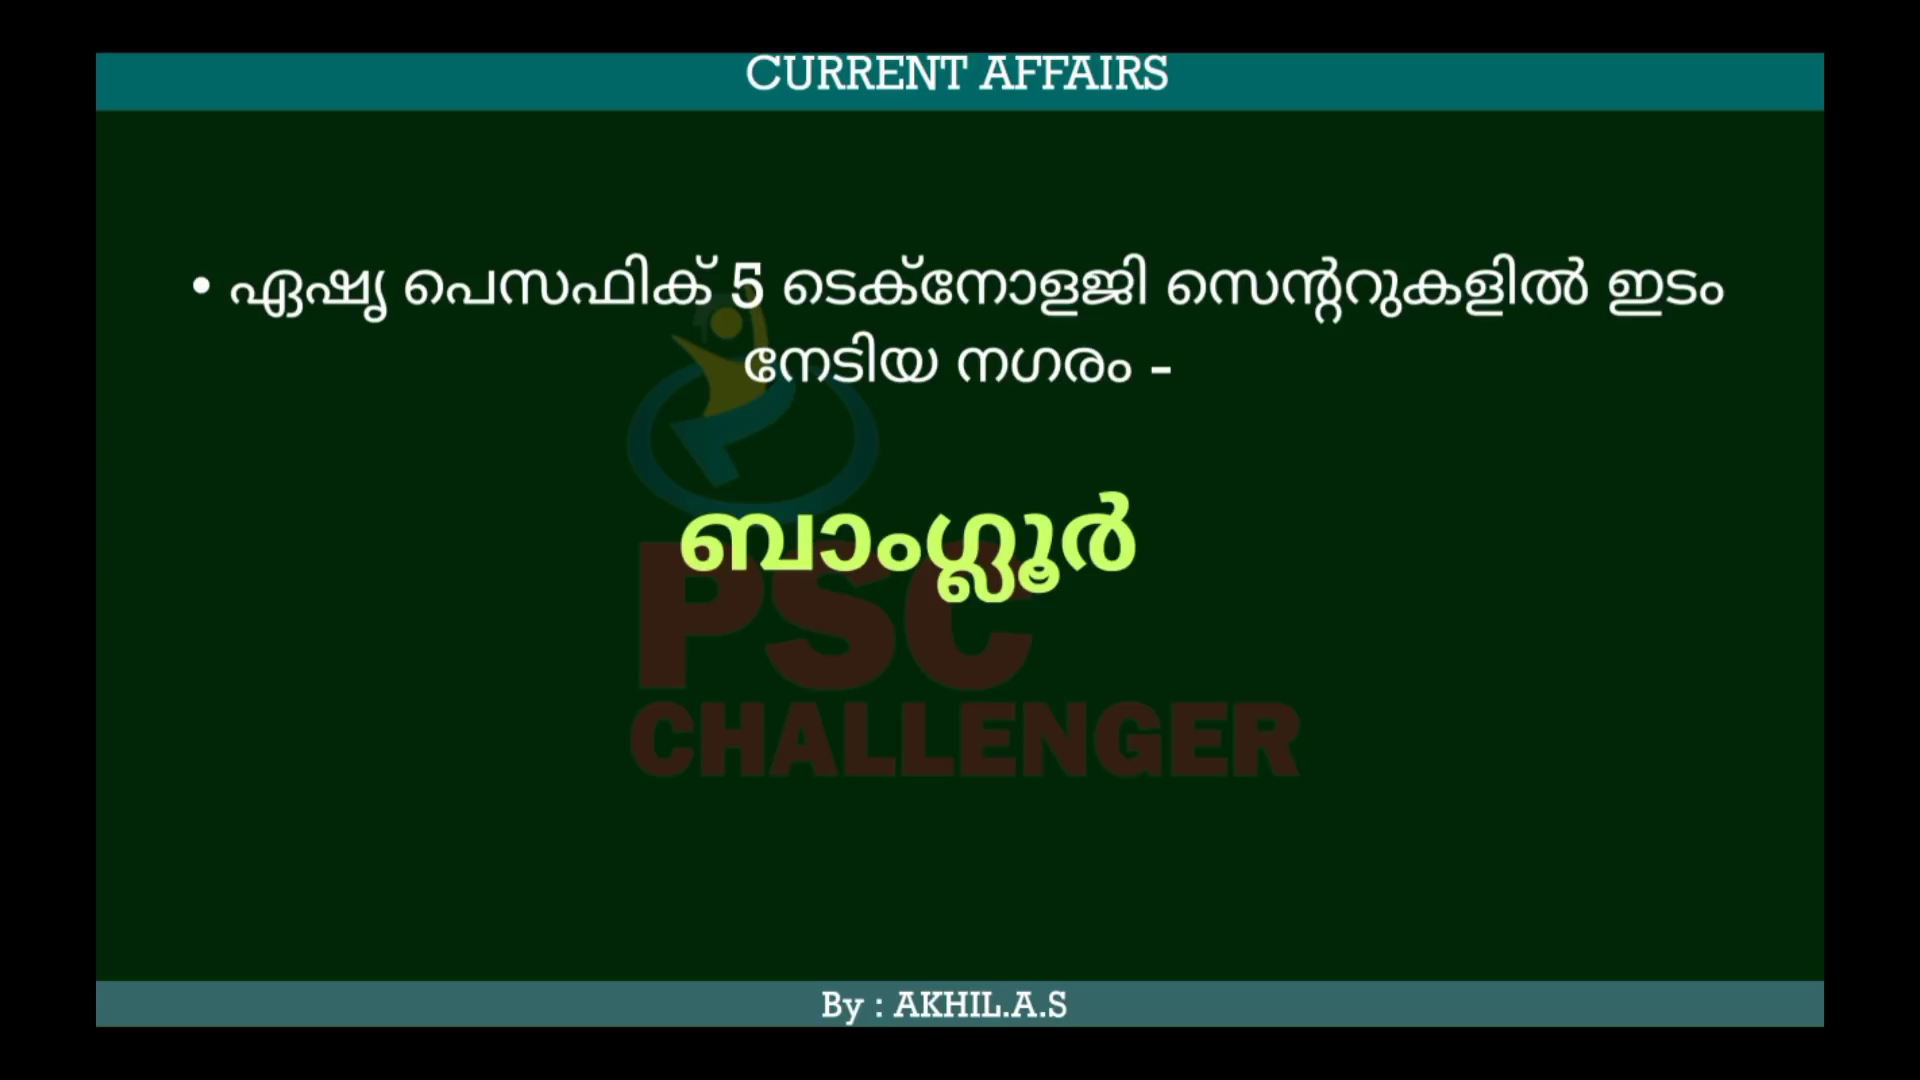 CURRENT AFFAIRS
• ഏഷ്യ പെസഫിക് 5 ടെക്നോളജി സെന്ററുകളിൽ ഇടം
നേടിയ നഗരം -
ബാംഗ്ലൂർ
PSC
CHALLENGER
By : AKHIL.A.S